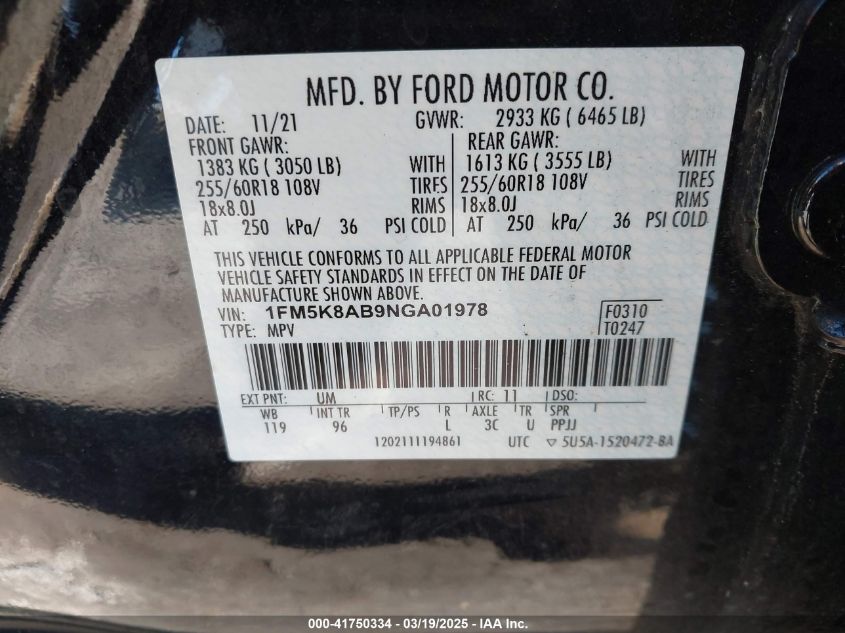 MFD. BY FORD MOTOR CO.
DATE: 11/21 GVWR: 2933 KG ( 6465 LB)
FRONT GAWR: REAR GAWR:
1383 KG ( 3050 LB) WITH 1613 KG ( 3555 LB) WITH
255/60R18 108V TIRES 255/60R18 108V TIRES
18x8.0J RIMS 18x8.0J RIMS
AT 250 kPa/ 36 PSI COLD AT 250 kPa/ 36 PSI COLD
THIS VEHICLE CONFORMS TO ALL APPLICABLE FEDERAL MOTOR
VEHICLE SAFETY STANDARDS IN EFFECT ON THE DATE OF
MANUFACTURE SHOWN ABOVE.
VIN: 1FM5K8AB9NGA01978 F0310
TYPE: MPV T0247
EXT PNT: UM RC: 11 DSO:
WB INT TR TP/PS R AXLE TR SPR
119 96 L 3C U PPJJ
1202111194861 UTC ▽ 5U5A-1520472-BA
000-41750334 / 03/19/2025 — IAA Inc.